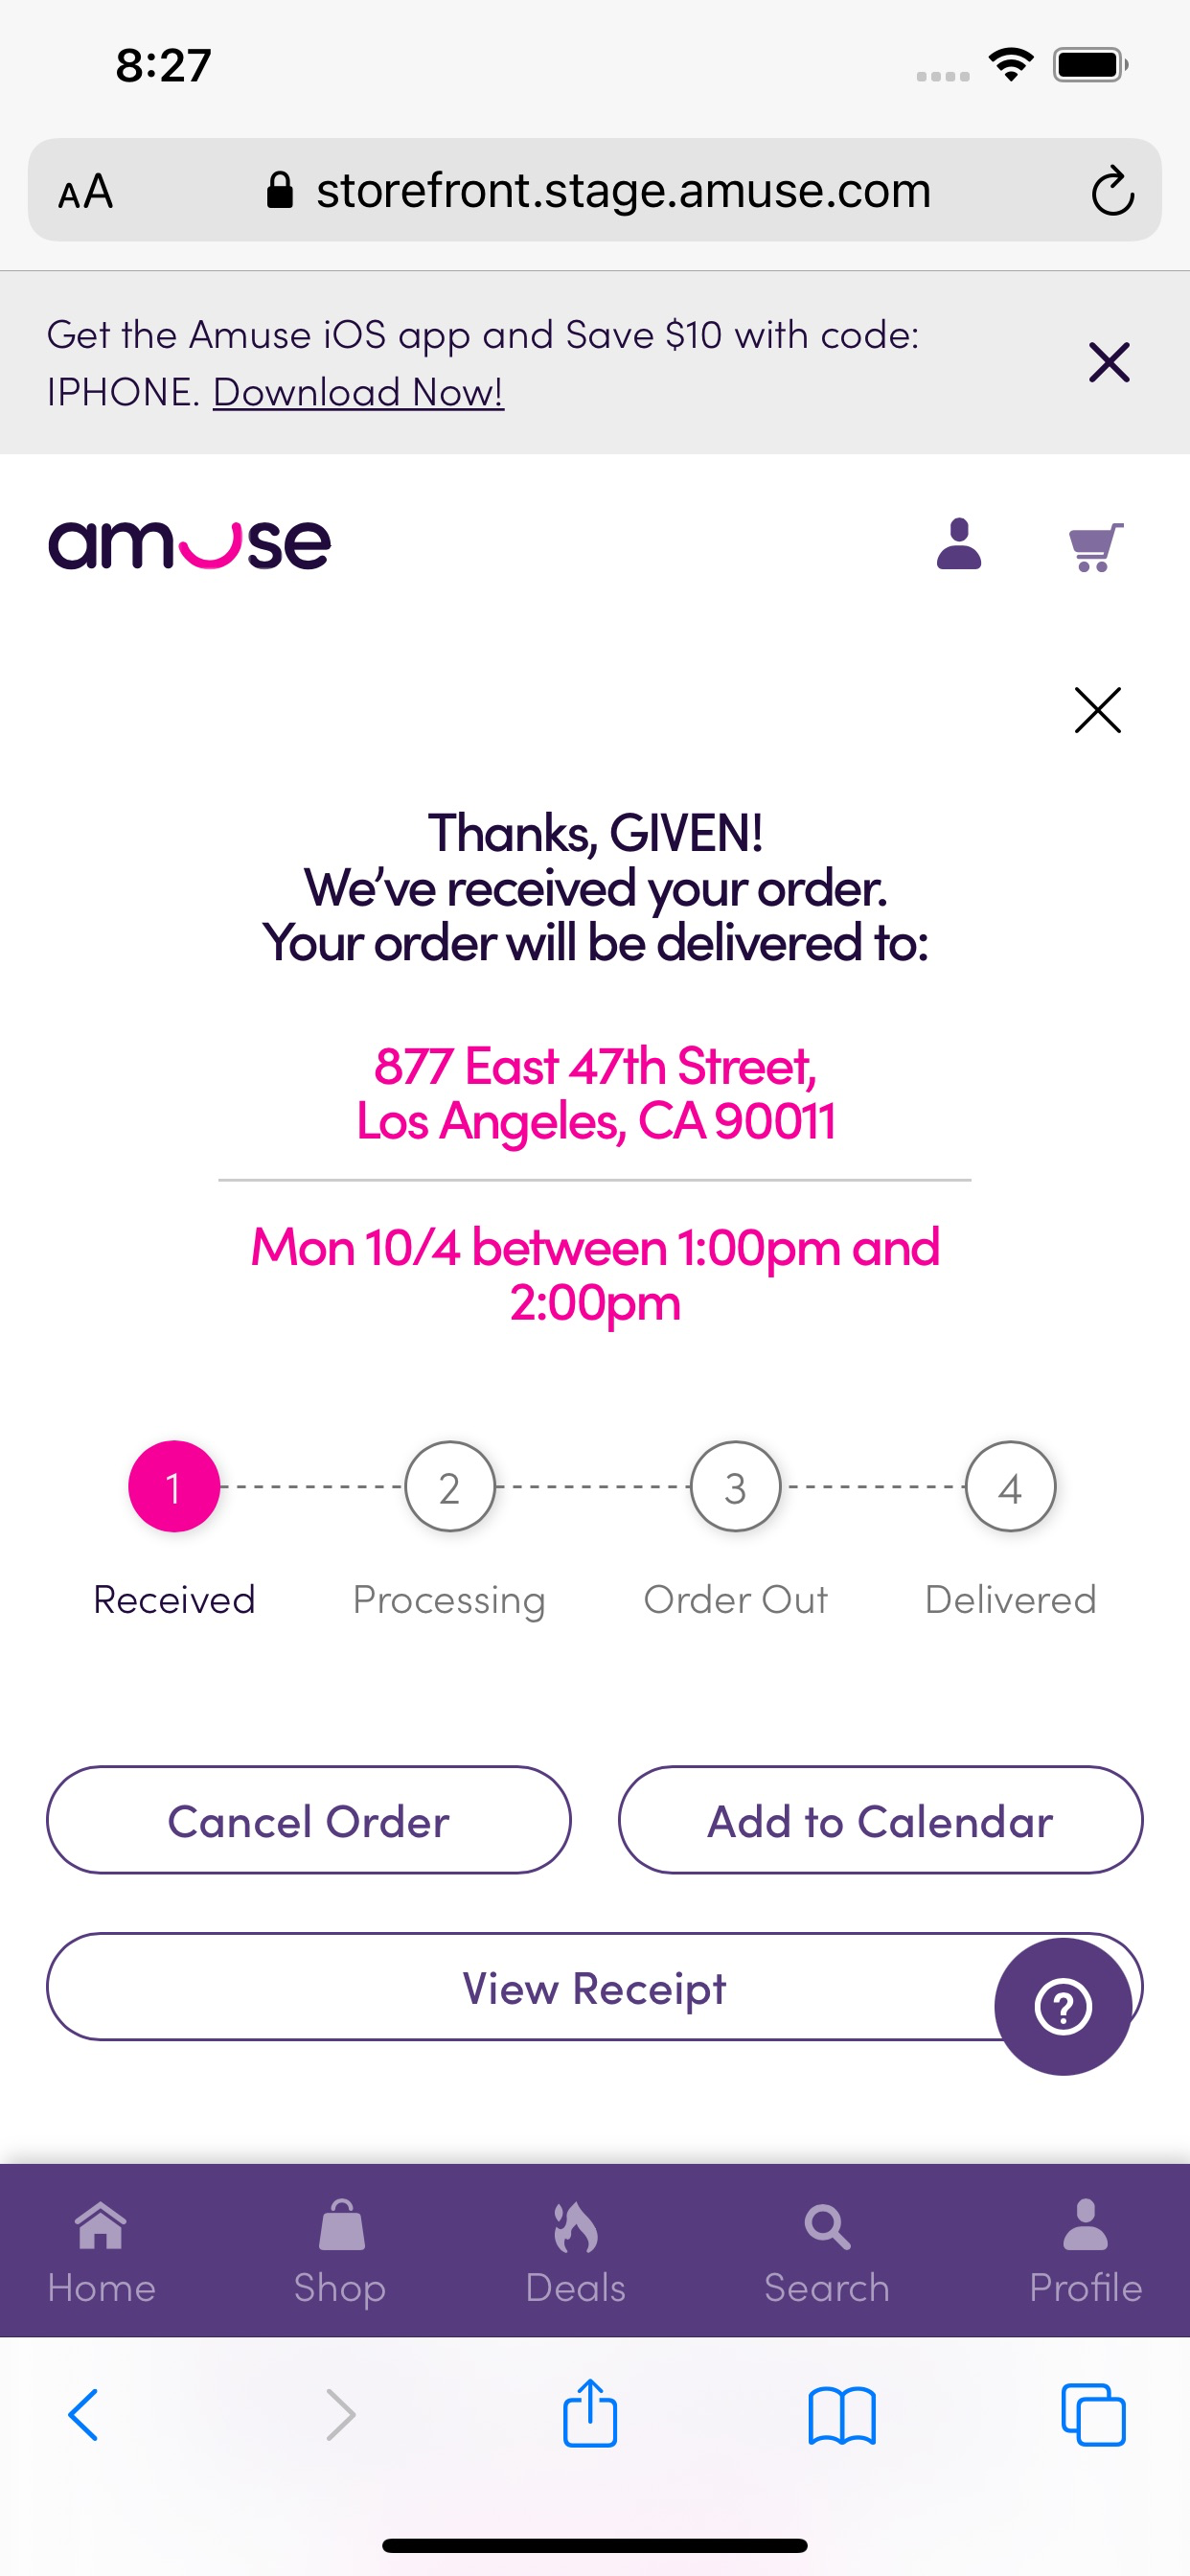 8:27
AA storefront.stage.amuse.com
Get the Amuse iOS app and Save $10 with code:
IPHONE. Download Now!
amuse
Thanks, GIVEN!
We’ve received your order.
Your order will be delivered to:
877 East 47th Street,
Los Angeles, CA 90011
Mon 10/4 between 1:00pm and
2:00pm
1 2 3 4
Received Processing Order Out Delivered
Cancel Order Add to Calendar
View Receipt
?
Home Shop Deals Search Profile